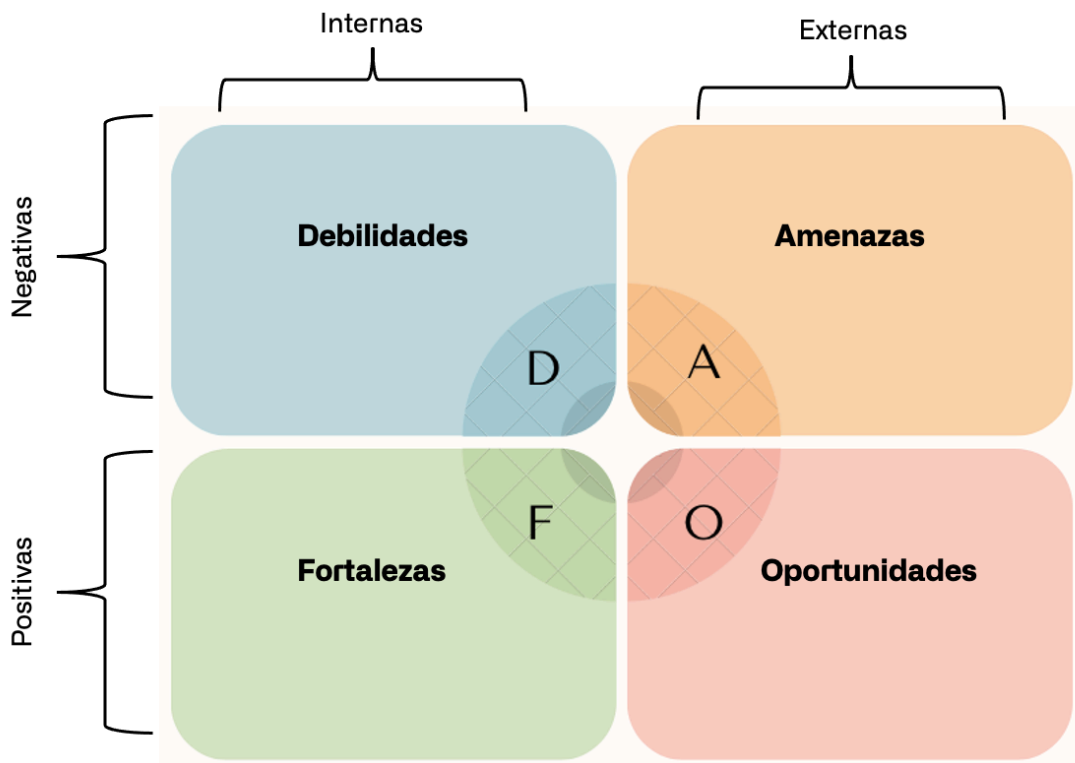 Internas
Externas
Negativas
Debilidades
Amenazas
D
A
Positivas
F
O
Fortalezas
Oportunidades